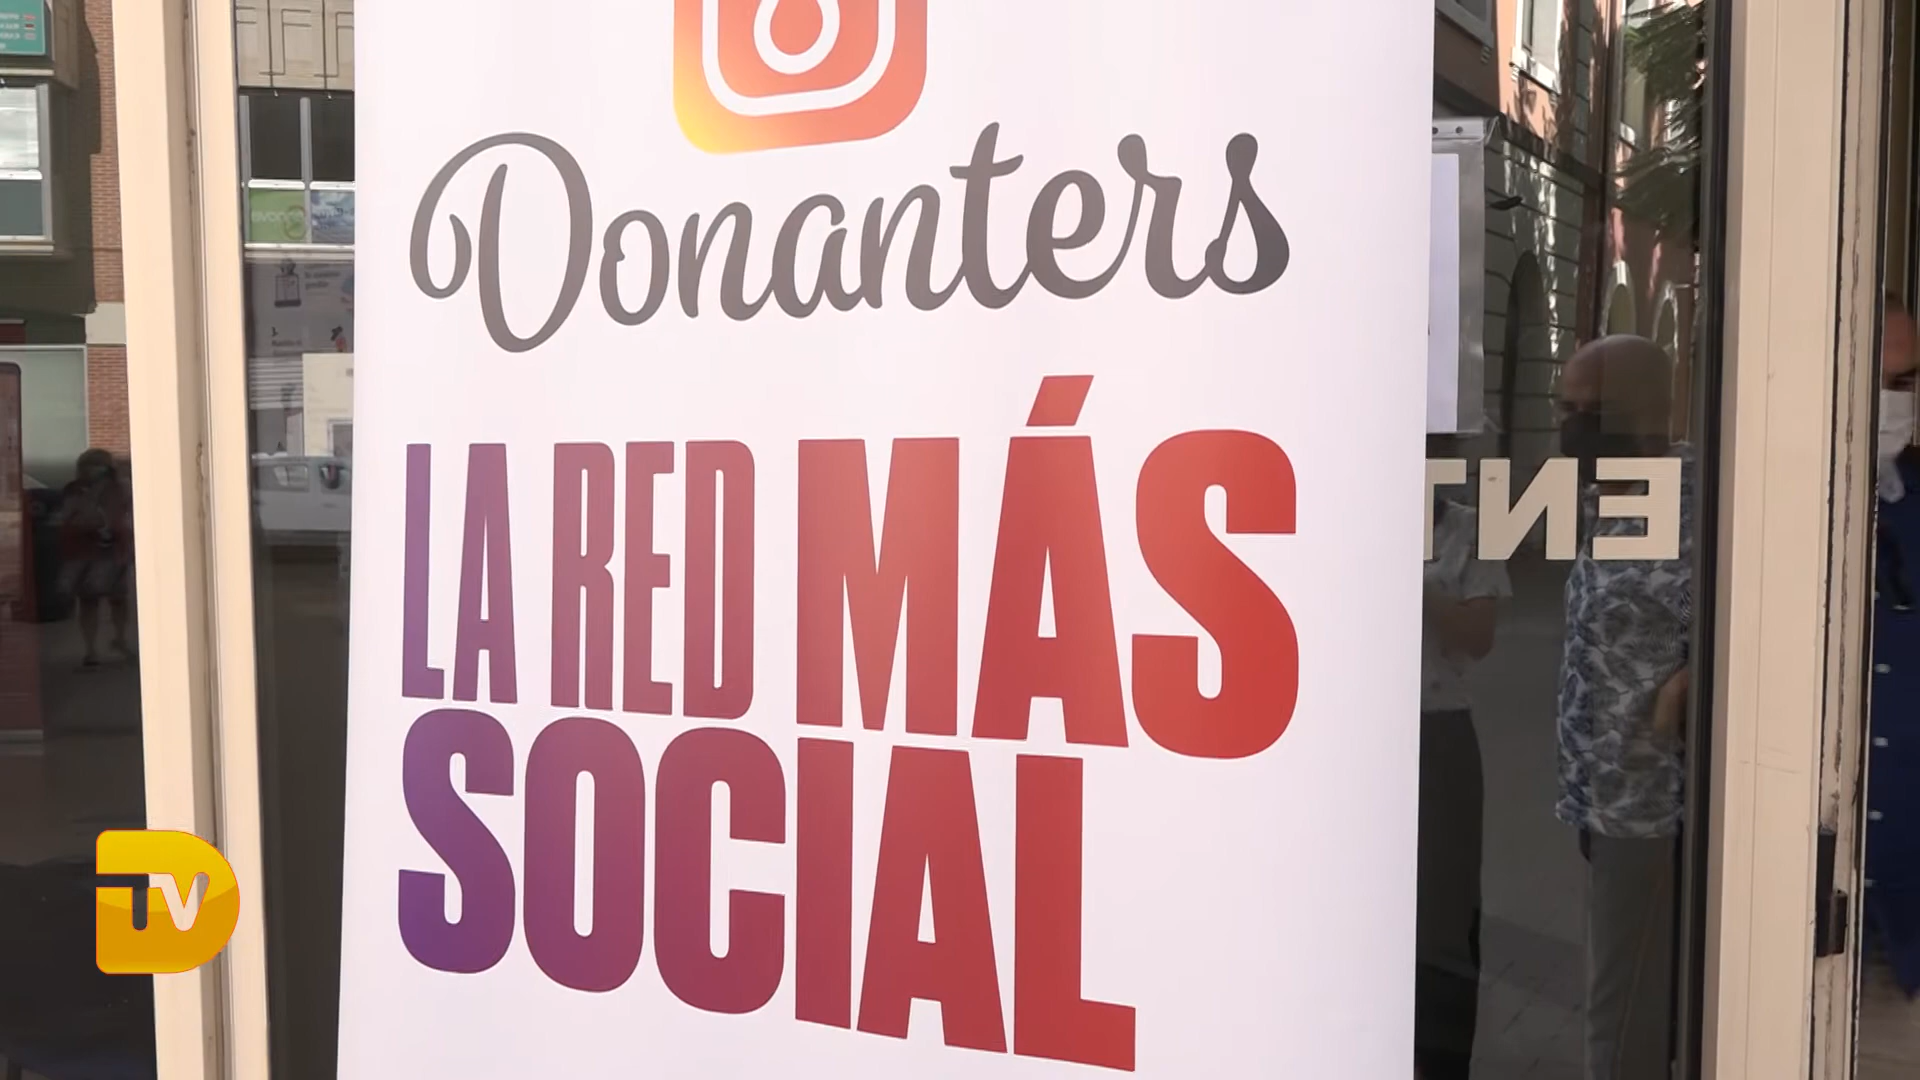 Donanters
LA RED MÁS
SOCIAL
ENT
TV